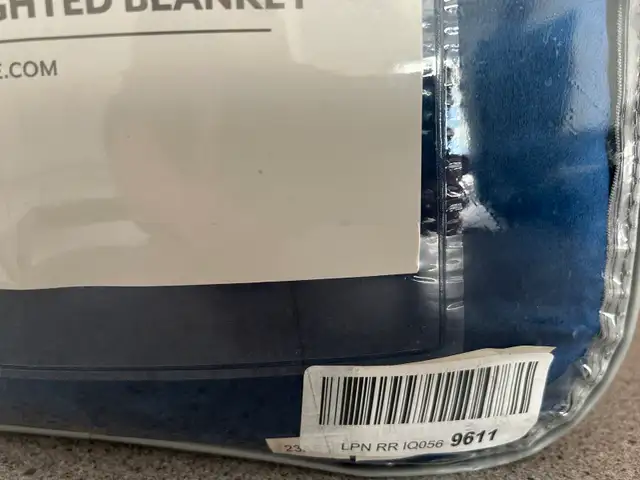 GHTED BLANKET
E.COM
LPN RR IQ056 9611
23.